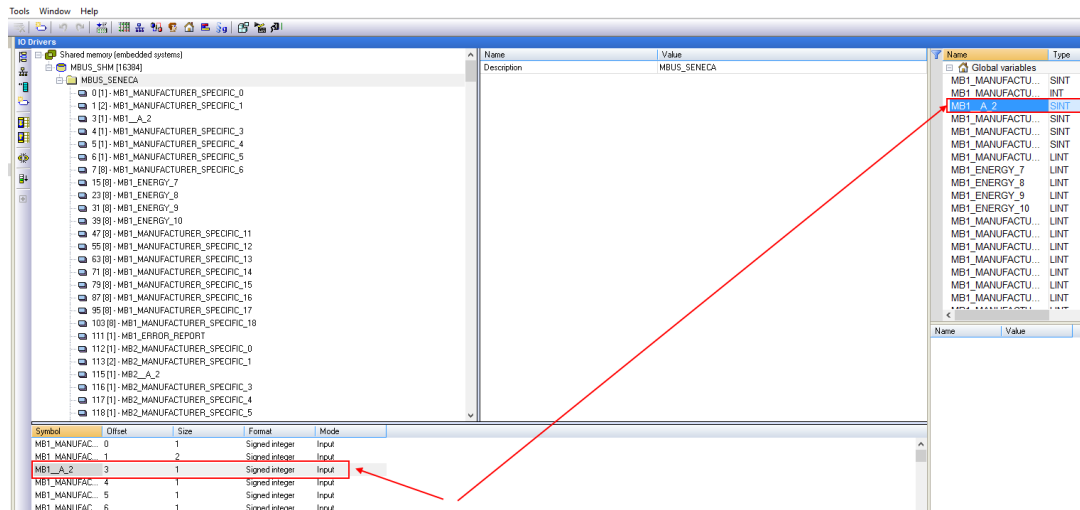 Tools Window Help
IO Drivers
Shared memory (embedded systems)
MBUS_SHM [16384]
MBUS_SENECA
0 [1] - MB1_MANUFACTURER_SPECIFIC_0
1 [2] - MB1_MANUFACTURER_SPECIFIC_1
3 [1] - MB1__A_2
4 [1] - MB1_MANUFACTURER_SPECIFIC_3
5 [1] - MB1_MANUFACTURER_SPECIFIC_4
6 [1] - MB1_MANUFACTURER_SPECIFIC_5
7 [8] - MB1_MANUFACTURER_SPECIFIC_6
15 [8] - MB1_ENERGY_7
23 [8] - MB1_ENERGY_8
31 [8] - MB1_ENERGY_9
39 [8] - MB1_ENERGY_10
47 [8] - MB1_MANUFACTURER_SPECIFIC_11
55 [8] - MB1_MANUFACTURER_SPECIFIC_12
63 [8] - MB1_MANUFACTURER_SPECIFIC_13
71 [8] - MB1_MANUFACTURER_SPECIFIC_14
79 [8] - MB1_MANUFACTURER_SPECIFIC_15
87 [8] - MB1_MANUFACTURER_SPECIFIC_16
95 [8] - MB1_MANUFACTURER_SPECIFIC_17
103 [8] - MB1_MANUFACTURER_SPECIFIC_18
111 [1] - MB1_ERROR_REPORT
112 [1] - MB2_MANUFACTURER_SPECIFIC_0
113 [2] - MB2_MANUFACTURER_SPECIFIC_1
115 [1] - MB2__A_2
116 [1] - MB2_MANUFACTURER_SPECIFIC_3
117 [1] - MB2_MANUFACTURER_SPECIFIC_4
118 [1] - MB2_MANUFACTURER_SPECIFIC_5
Name Value
Description MBUS_SENECA
Name Type
Global variables
MB1_MANUFACTU... SINT
MB1_MANUFACTU... INT
MB1__A_2 SINT
MB1_MANUFACTU... SINT
MB1_MANUFACTU... SINT
MB1_MANUFACTU... SINT
MB1_MANUFACTU... LINT
MB1_ENERGY_7 LINT
MB1_ENERGY_8 LINT
MB1_ENERGY_9 LINT
MB1_ENERGY_10 LINT
MB1_MANUFACTU... LINT
MB1_MANUFACTU... LINT
MB1_MANUFACTU... LINT
MB1_MANUFACTU... LINT
MB1_MANUFACTU... LINT
MB1_MANUFACTU... LINT
MB1_MANUFACTU... LINT
Name Value
Symbol Offset Size Format Mode
MB1_MANUFAC... 0 1 Signed integer Input
MB1_MANUFAC... 1 2 Signed integer Input
MB1__A_2 3 1 Signed integer Input
MB1_MANUFAC... 4 1 Signed integer Input
MB1_MANUFAC... 5 1 Signed integer Input
MB1_MANUFAC... 6 1 Signed integer Input